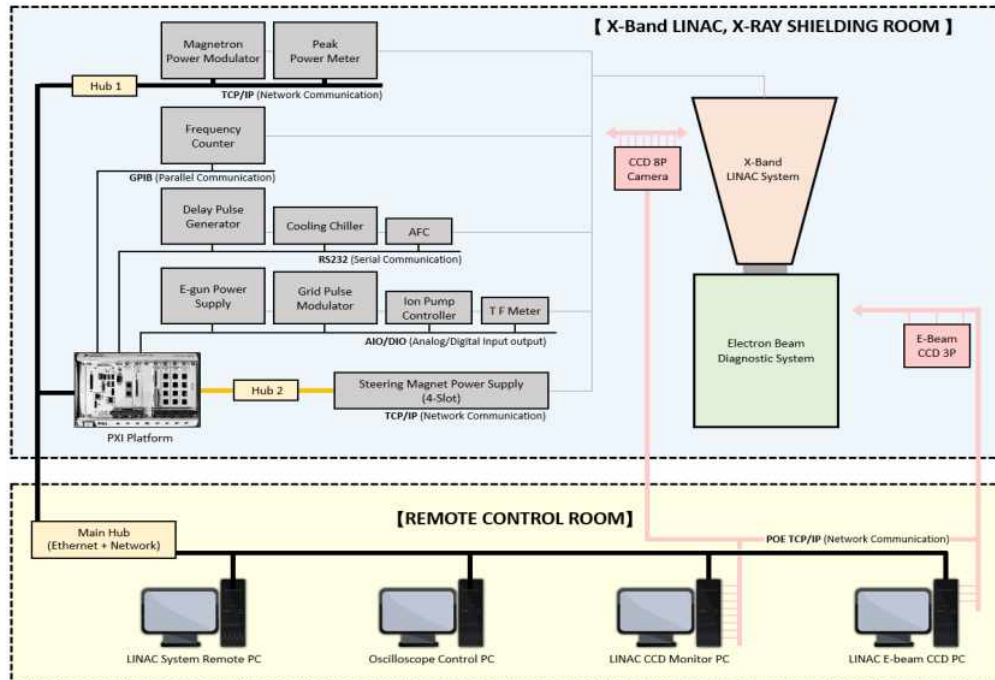 【 X-Band LINAC, X-RAY SHIELDING ROOM 】
Magnetron
Power Modulator
Peak
Power Meter
Hub 1
TCP/IP (Network Communication)
Frequency
Counter
GPIB (Parallel Communication)
CCD 8P
Camera
X-Band
LINAC System
Delay Pulse
Generator
Cooling Chiller
AFC
RS232 (Serial Communication)
E-gun Power
Supply
Grid Pulse
Modulator
Ion Pump
Controller
T F Meter
AIO/DIO (Analog/Digital Input output)
Electron Beam
Diagnostic System
E-Beam
CCD 3P
Hub 2
Steering Magnet Power Supply
(4-Slot)
TCP/IP (Network Communication)
PXI Platform
【REMOTE CONTROL ROOM】
Main Hub
(Ethernet + Network)
POE TCP/IP (Network Communication)
LINAC System Remote PC
Oscilloscope Control PC
LINAC CCD Monitor PC
LINAC E-beam CCD PC